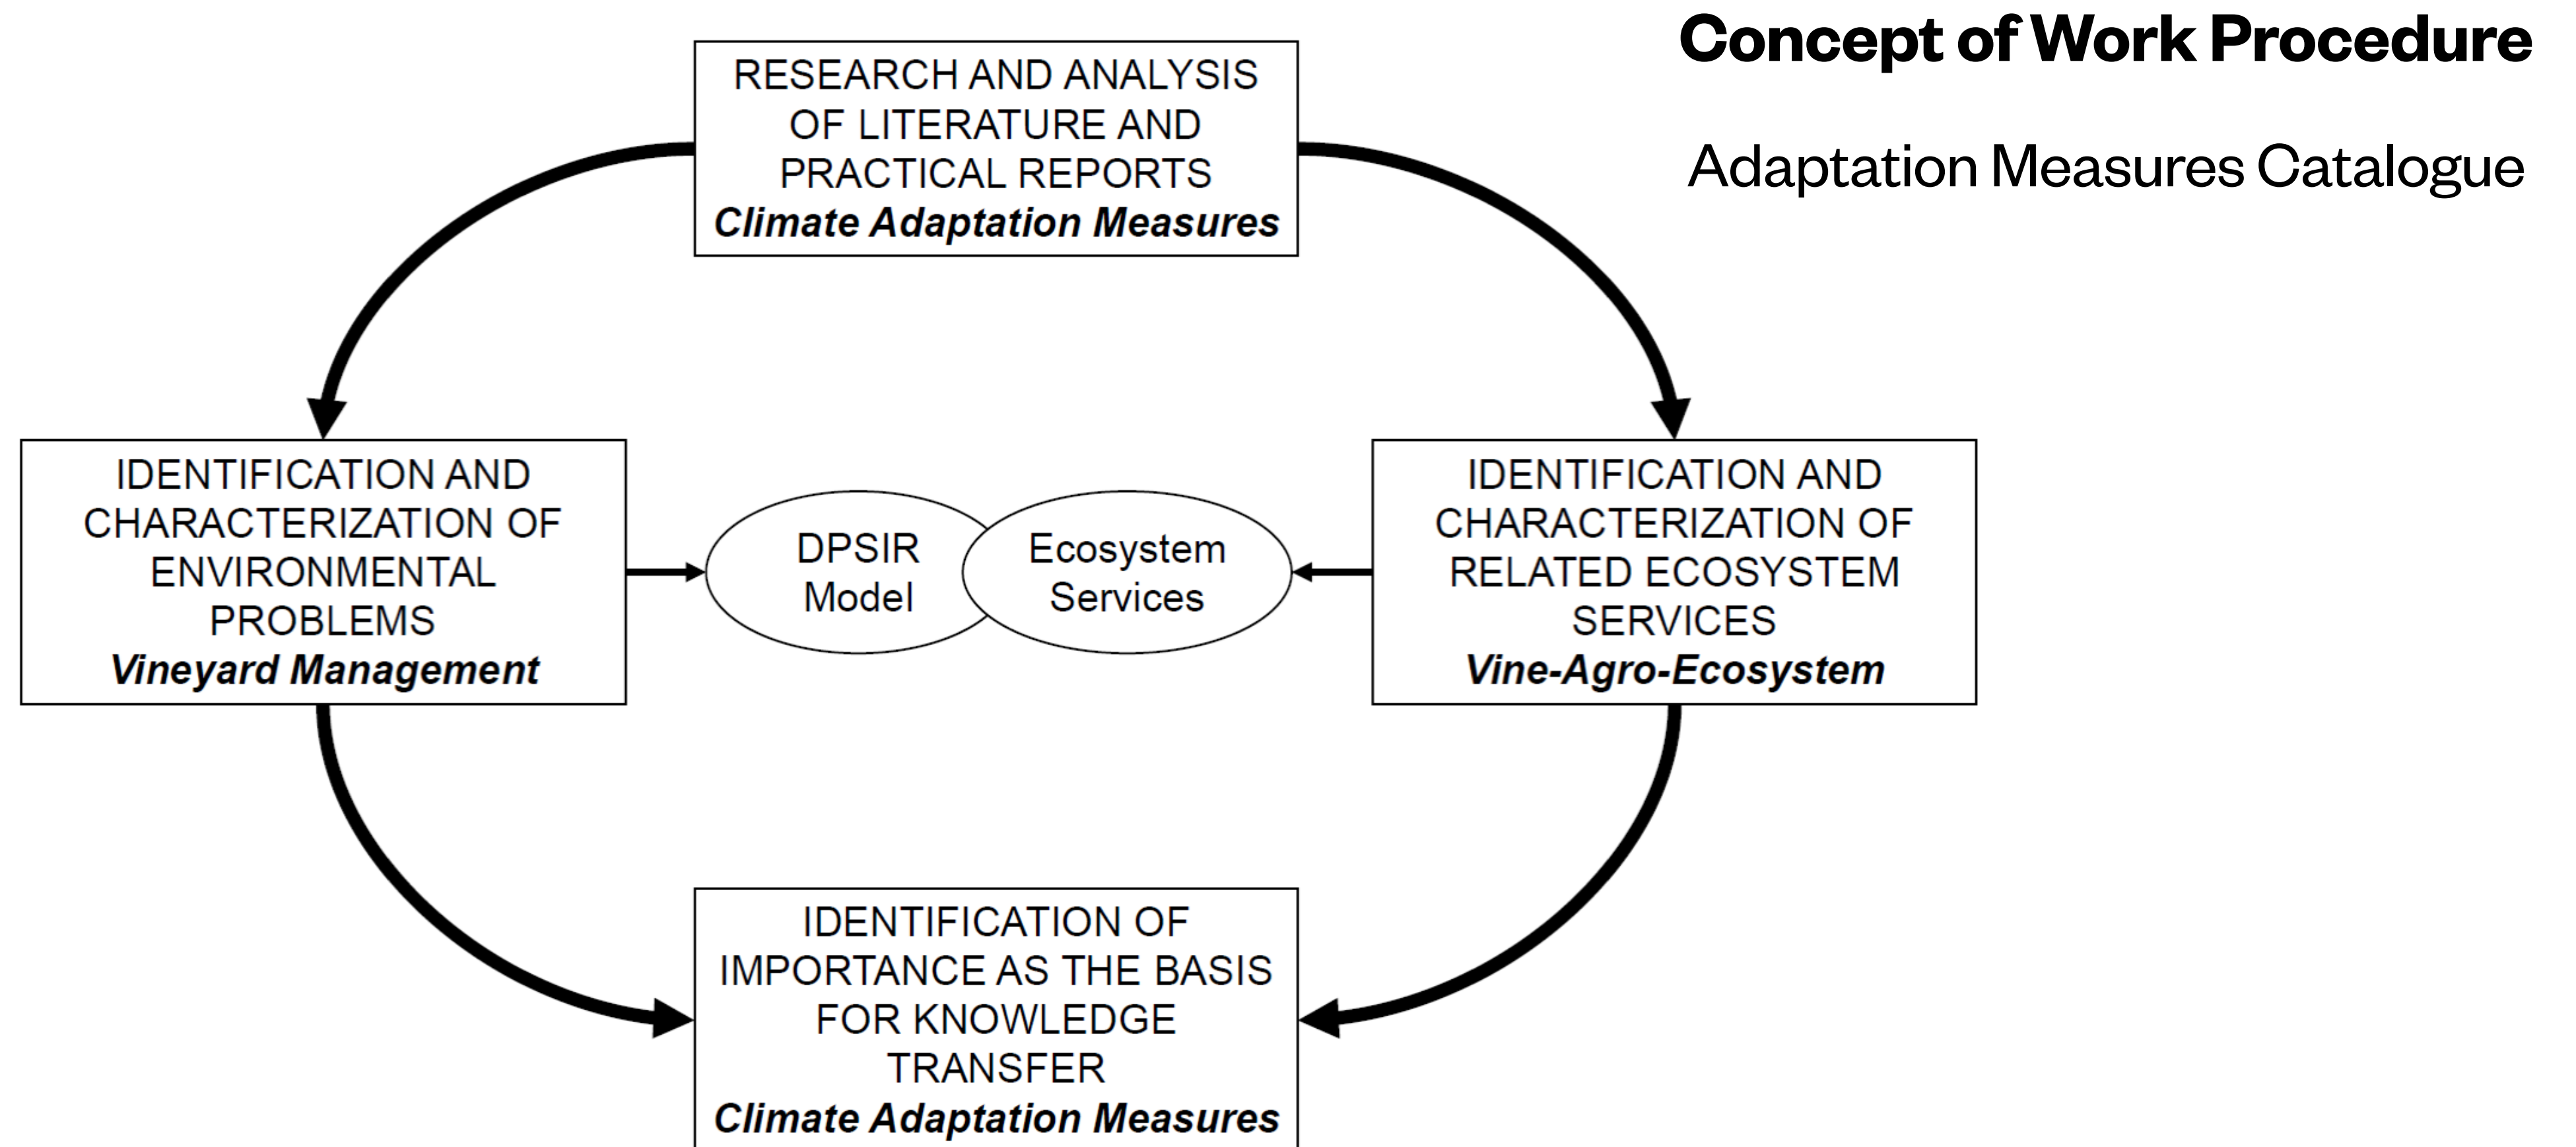 Concept of Work Procedure
Adaptation Measures Catalogue
RESEARCH AND ANALYSIS
OF LITERATURE AND
PRACTICAL REPORTS
Climate Adaptation Measures
IDENTIFICATION AND
CHARACTERIZATION OF
ENVIRONMENTAL
PROBLEMS
Vineyard Management
DPSIR
Model
Ecosystem
Services
IDENTIFICATION AND
CHARACTERIZATION OF
RELATED ECOSYSTEM
SERVICES
Vine-Agro-Ecosystem
IDENTIFICATION OF
IMPORTANCE AS THE BASIS
FOR KNOWLEDGE
TRANSFER
Climate Adaptation Measures